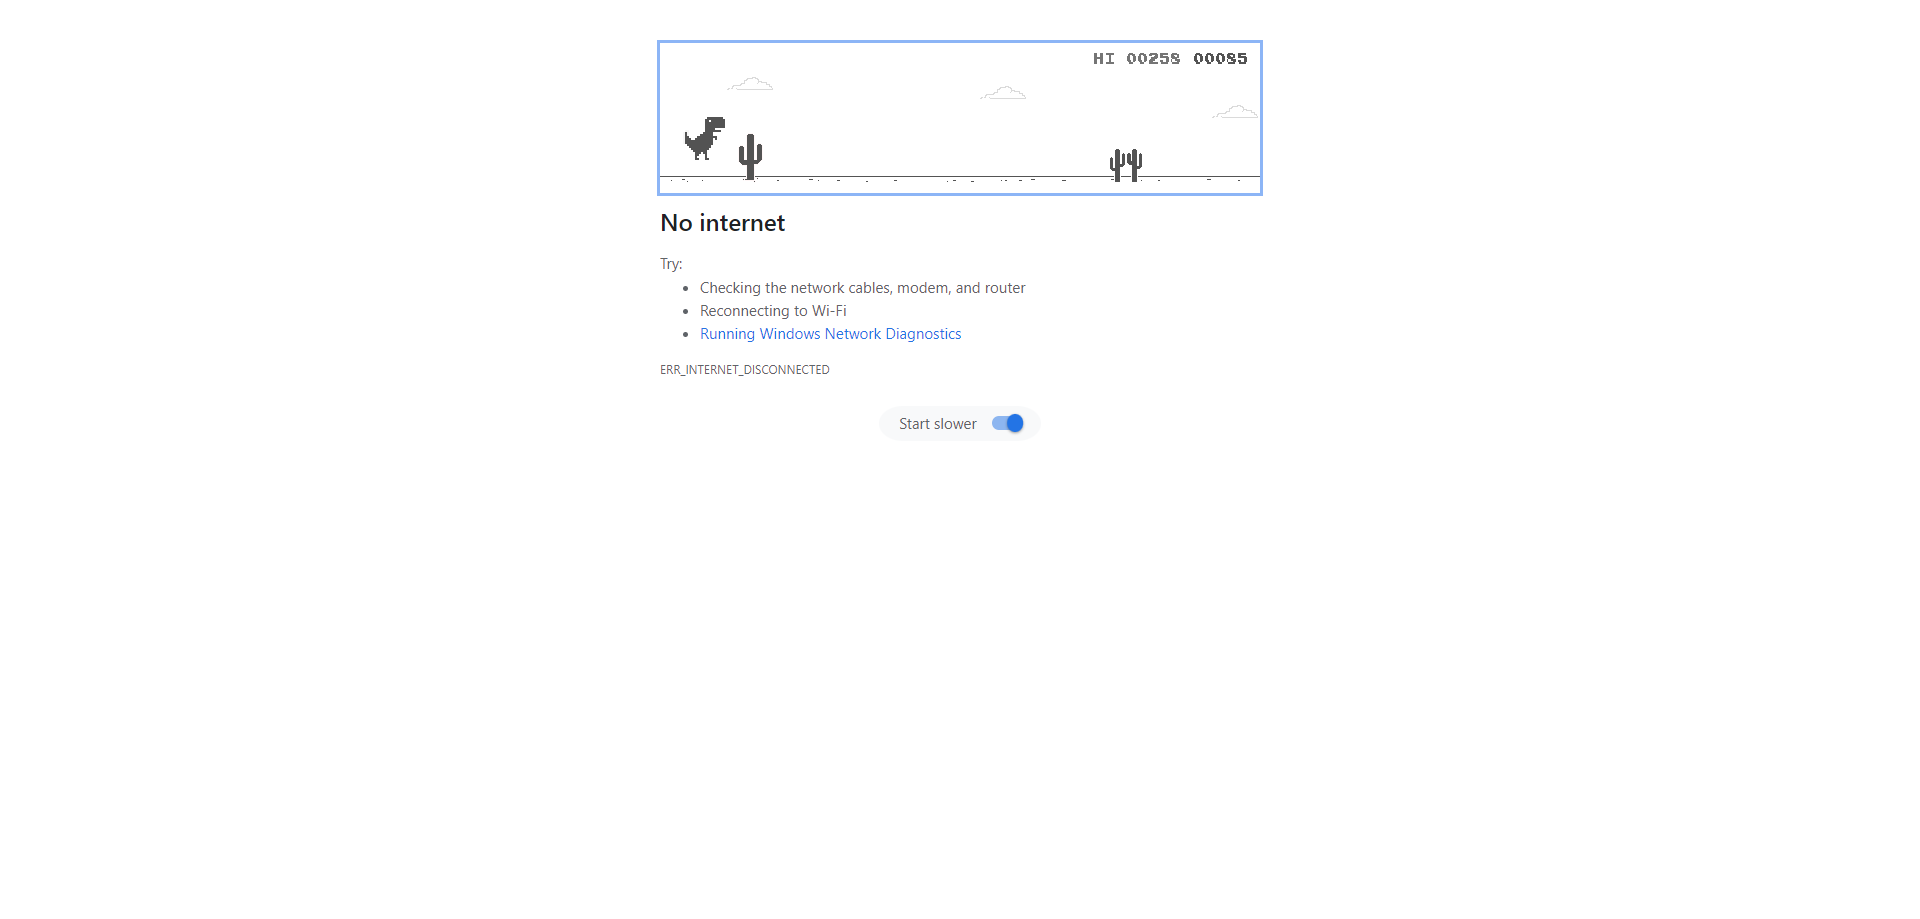 HI 00258 00085
No internet
Try:
Checking the network cables, modem, and router
Reconnecting to Wi-Fi
Running Windows Network Diagnostics
ERR_INTERNET_DISCONNECTED
Start slower